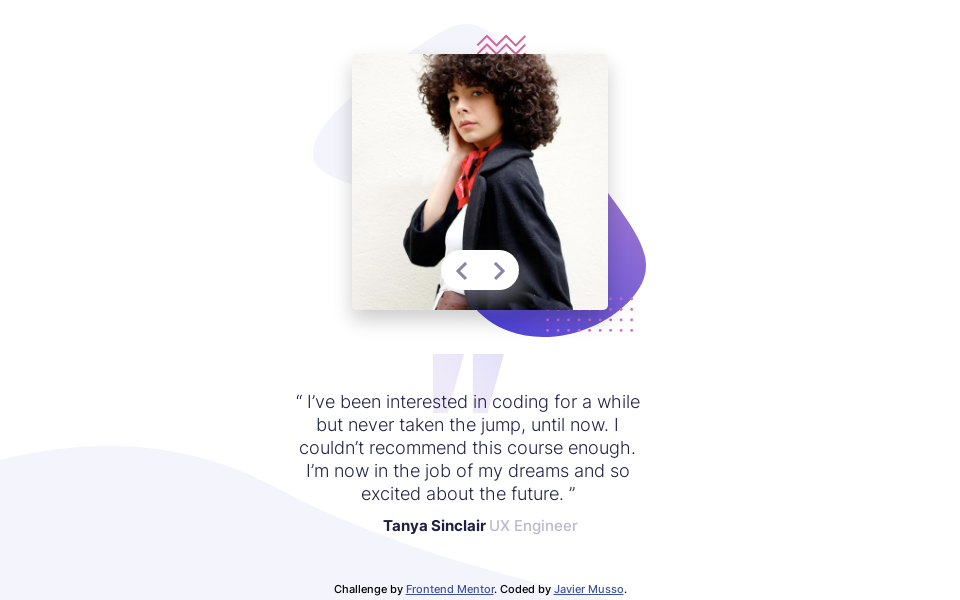 “ I’ve been interested in coding for a while
but never taken the jump, until now. I
couldn’t recommend this course enough.
I’m now in the job of my dreams and so
excited about the future. ”
Tanya Sinclair UX Engineer
Challenge by Frontend Mentor. Coded by Javier Musso.